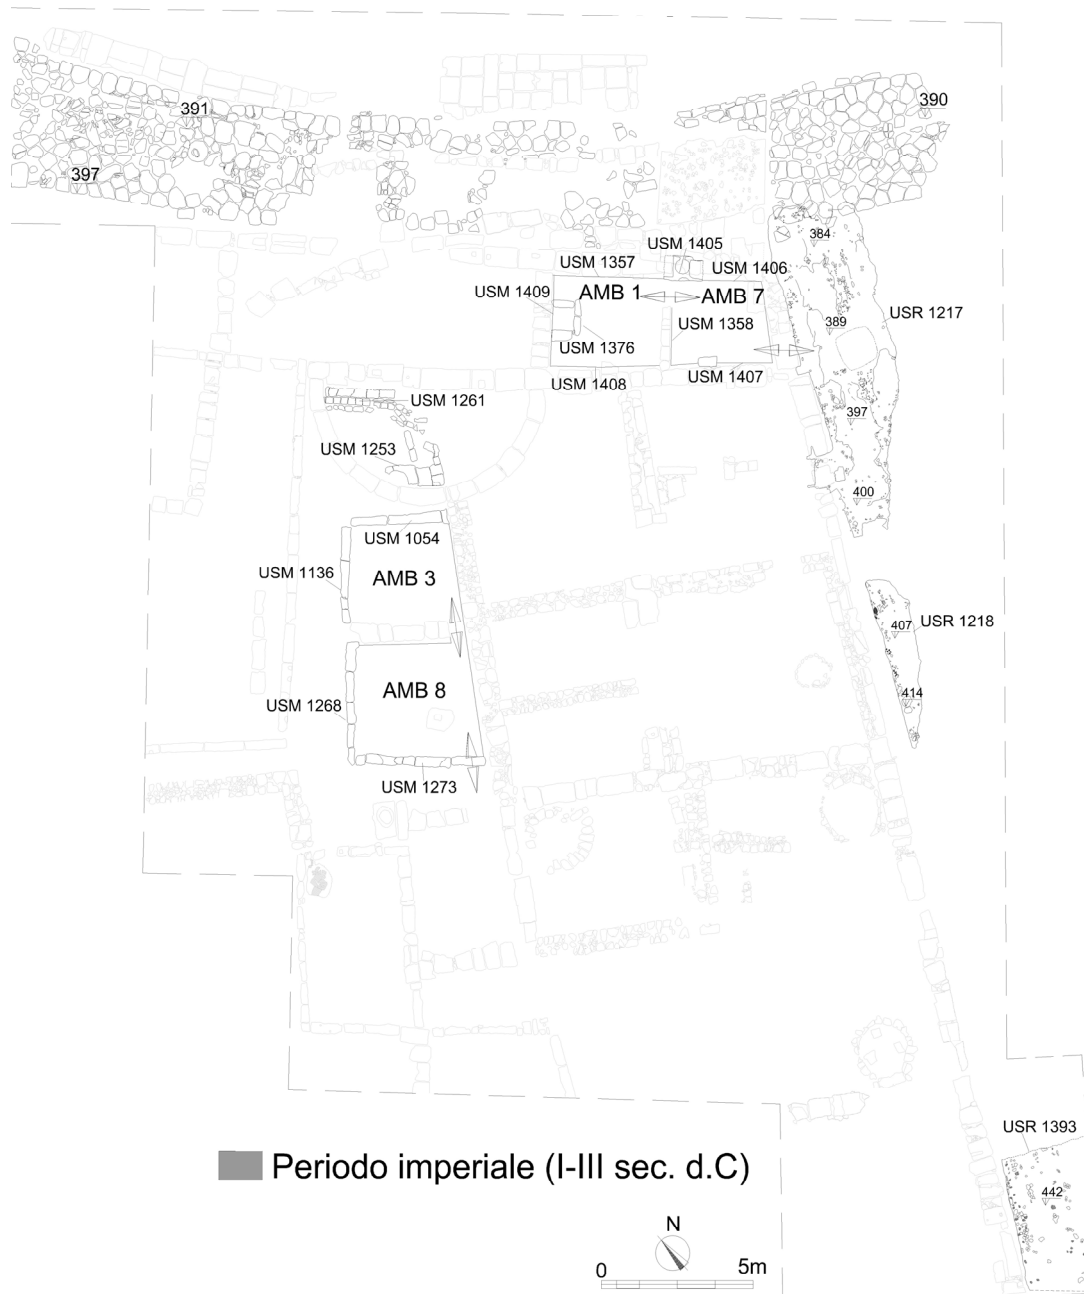 390
391
397
384
USM 1405
USM 1357
USM 1406
USM 1409
AMB 1
AMB 7
USR 1217
389
USM 1358
USM 1376
USM 1407
USM 1408
USM 1261
397
USM 1253
400
USM 1054
USM 1136
AMB 3
407
USR 1218
AMB 8
414
USM 1268
USM 1273
USR 1393
Periodo imperiale (I-III sec. d.C)
442
N
0
5m